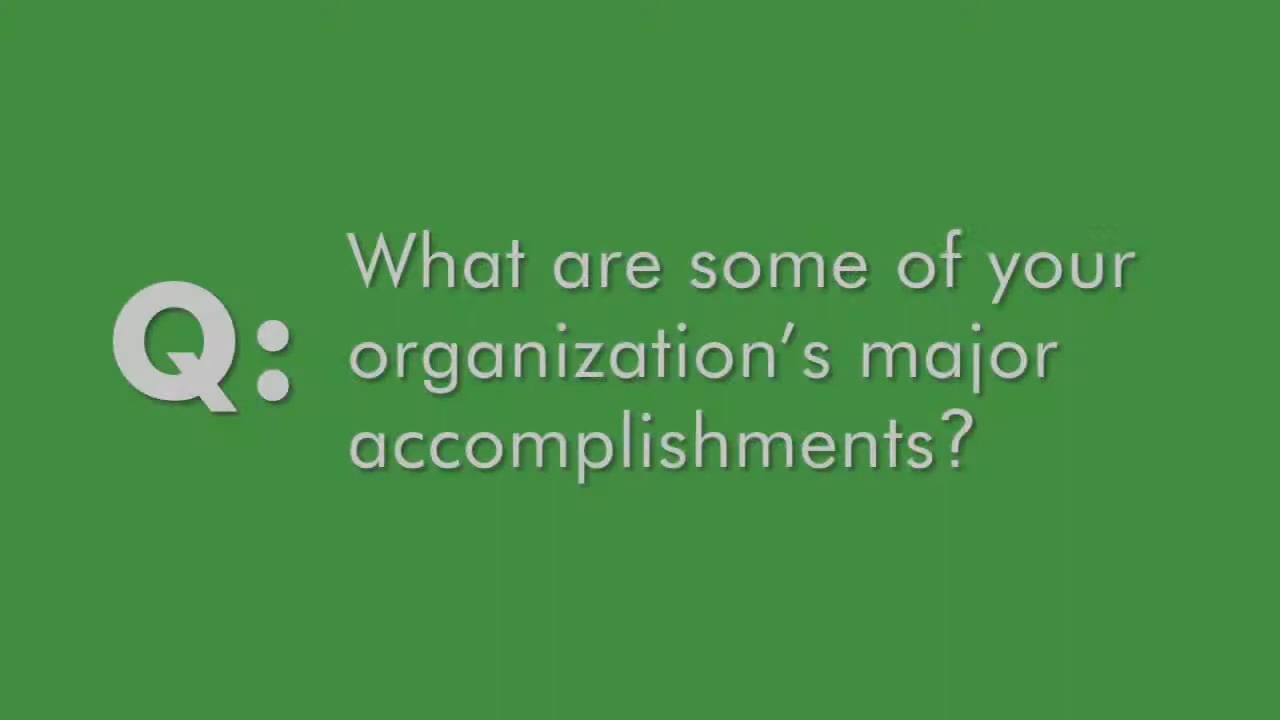 Q:
What are some of your
organization’s major
accomplishments?